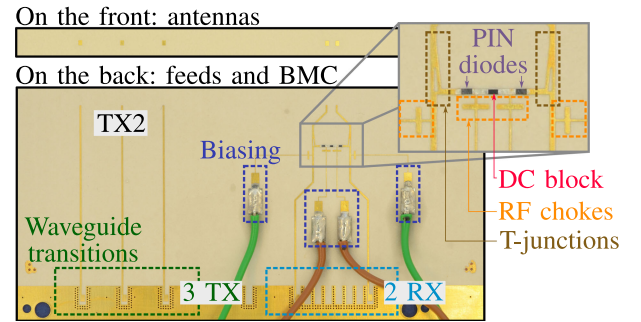 On the front: antennas
On the back: feeds and BMC
PIN
diodes
TX2
Biasing
DC block
RF chokes
T-junctions
Waveguide
transitions
3 TX
2 RX